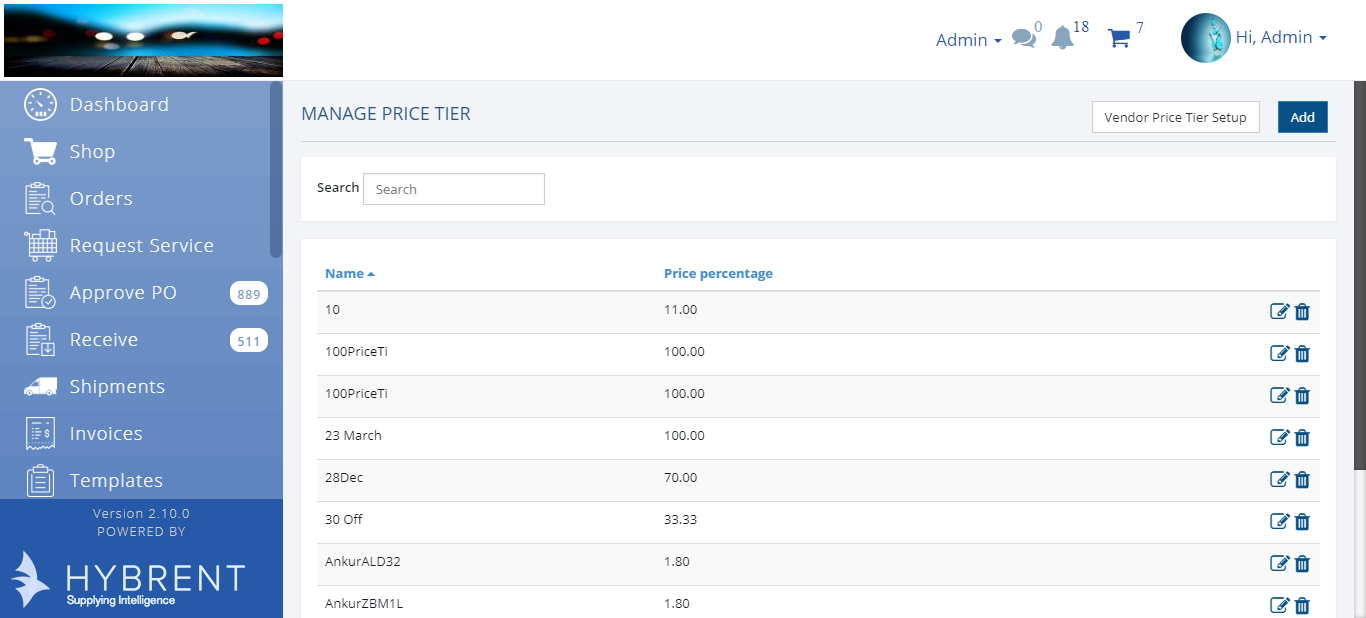 Admin 0 18 7 Hi, Admin
Dashboard
Shop
Orders
Request Service
Approve PO 889
Receive 511
Shipments
Invoices
Templates
Version 2.10.0
POWERED BY
HYBRENT
Supplying Intelligence
MANAGE PRICE TIER
Vendor Price Tier Setup Add
Search Search
Name Price percentage
10 11.00
100PriceTi 100.00
100PriceTi 100.00
23 March 100.00
28Dec 70.00
30 Off 33.33
AnkurALD32 1.80
AnkurZBM1L 1.80